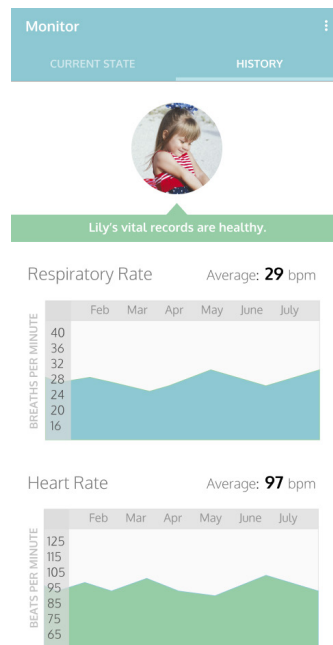 Monitor
CURRENT STATE HISTORY
Lily's vital records are healthy.
Respiratory Rate Average: 29 bpm
Feb Mar Apr May June July
BREATHS PER MINUTE
40
36
32
28
24
20
16
Heart Rate Average: 97 bpm
Feb Mar Apr May June July
BEATS PER MINUTE
125
115
105
95
85
75
65